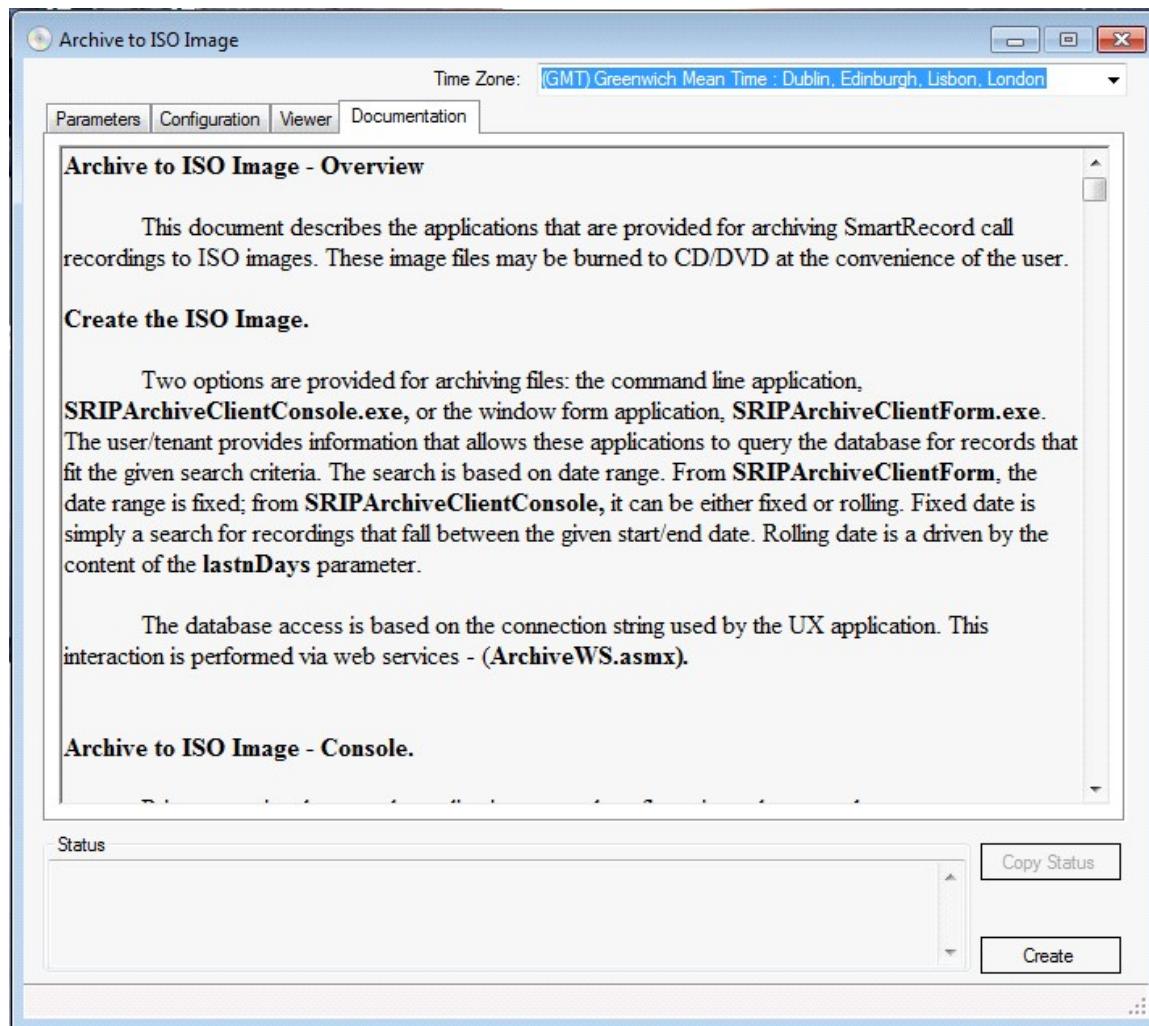 Archive to ISO Image
Time Zone: (GMT) Greenwich Mean Time : Dublin, Edinburgh, Lisbon, London
Parameters Configuration Viewer Documentation
Archive to ISO Image - Overview
This document describes the applications that are provided for archiving SmartRecord call
recordings to ISO images. These image files may be burned to CD/DVD at the convenience of the user.
Create the ISO Image.
Two options are provided for archiving files: the command line application,
SRIPArchiveClientConsole.exe, or the window form application, SRIPArchiveClientForm.exe.
The user/tenant provides information that allows these applications to query the database for records that
fit the given search criteria. The search is based on date range. From SRIPArchiveClientForm, the
date range is fixed; from SRIPArchiveClientConsole, it can be either fixed or rolling. Fixed date is
simply a search for recordings that fall between the given start/end date. Rolling date is a driven by the
content of the lastnDays parameter.
The database access is based on the connection string used by the UX application. This
interaction is performed via web services - (ArchiveWS.asmx).
Archive to ISO Image - Console.
Status
Copy Status
Create